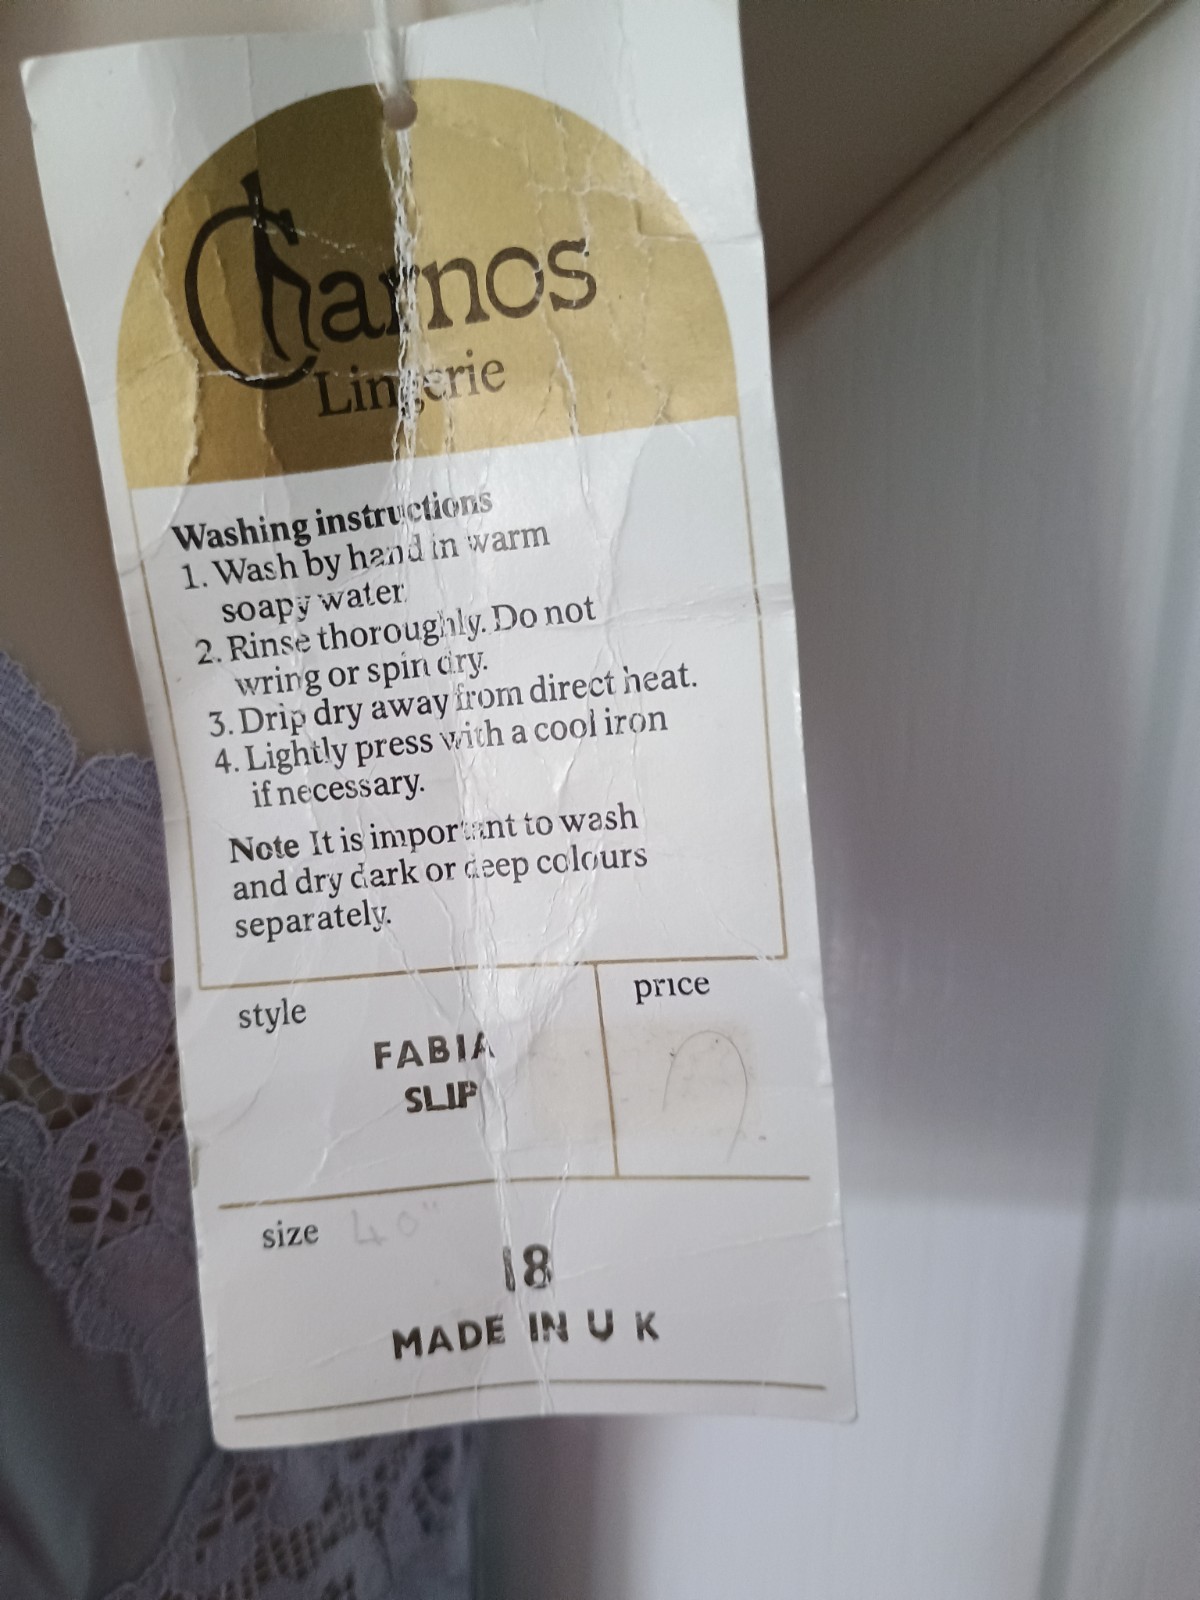 Charnos
Lingerie
Washing instructions
1. Wash by hand in warm
soapy water.
2. Rinse thoroughly. Do not
wring or spin dry.
3. Drip dry away from direct heat.
4. Lightly press with a cool iron
if necessary.
Note It is important to wash
and dry dark or deep colours
separately.
style
price
FABIA
SLIP
size 40"
18
MADE IN U K